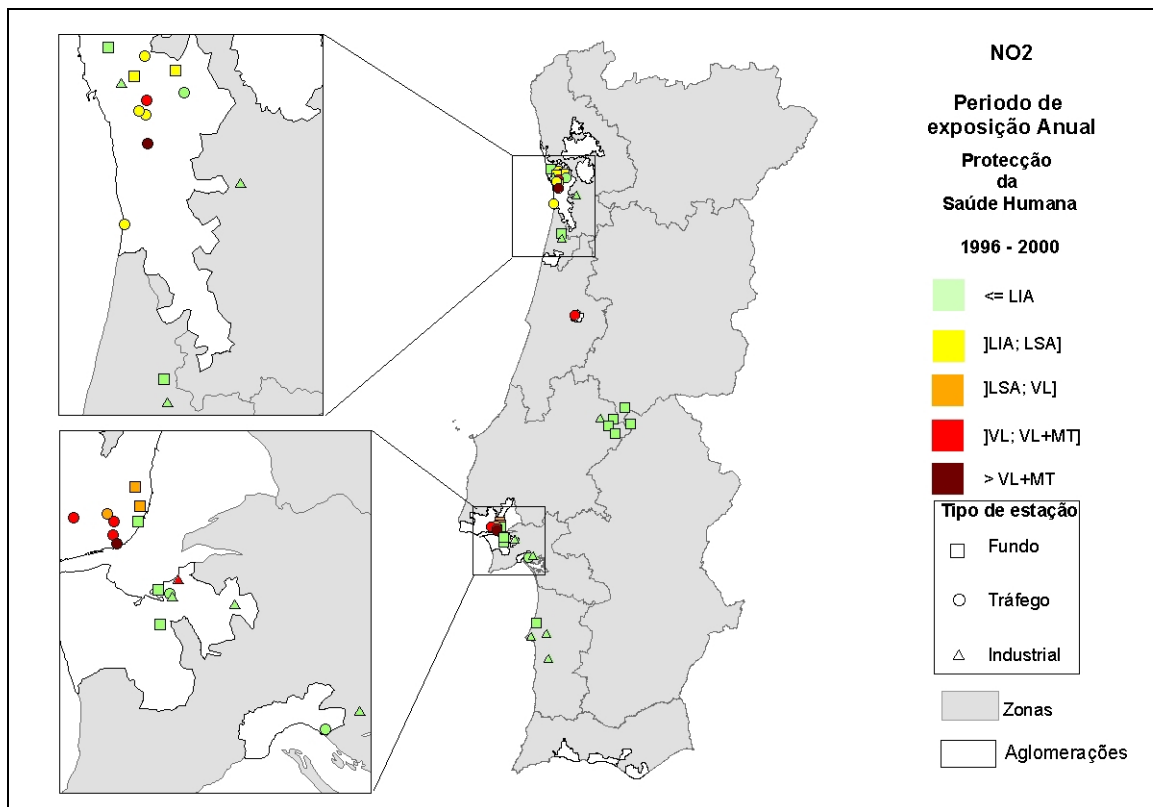 NO2
Periodo de
exposição Anual
Protecção
da
Saúde Humana
1996 - 2000
<= LIA
]LIA; LSA]
]LSA; VL]
]VL; VL+MT]
> VL+MT
Tipo de estação
Fundo
Tráfego
Industrial
Zonas
Aglomerações